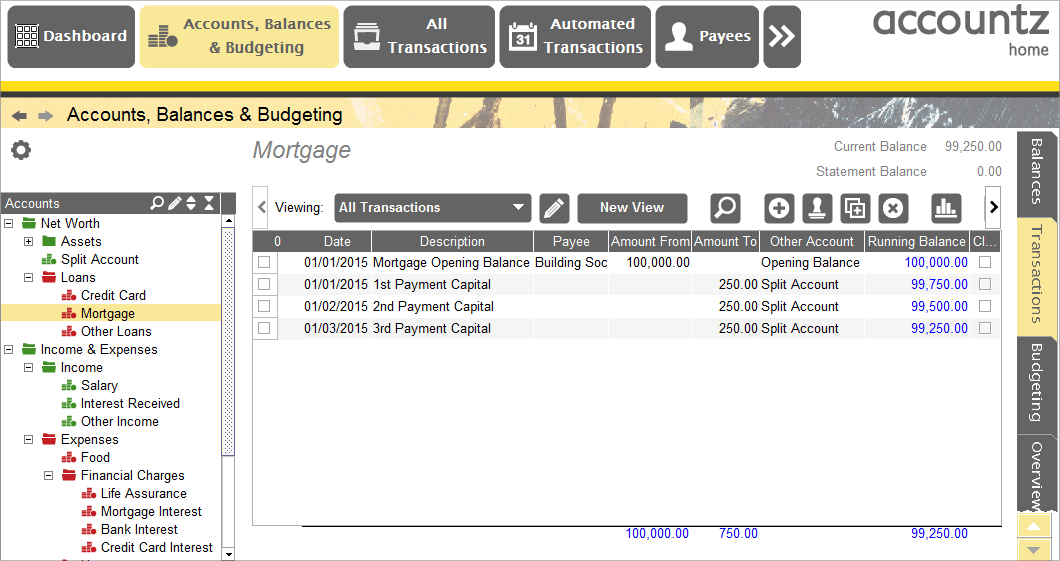 Dashboard
Accounts, Balances
& Budgeting
All
Transactions
31
Automated
Transactions
Payees
accountz
home
Accounts, Balances & Budgeting
Mortgage
Current Balance 99,250.00
Statement Balance 0.00
Accounts
Net Worth
Assets
Split Account
Loans
Credit Card
Mortgage
Other Loans
Income & Expenses
Income
Salary
Interest Received
Other Income
Expenses
Food
Financial Charges
Life Assurance
Mortgage Interest
Bank Interest
Credit Card Interest
Viewing: All Transactions New View
0 Date Description Payee Amount From Amount To Other Account Running Balance Cl...
01/01/2015 Mortgage Opening Balance Building Soc 100,000.00 Opening Balance 100,000.00
01/01/2015 1st Payment Capital 250.00 Split Account 99,750.00
01/02/2015 2nd Payment Capital 250.00 Split Account 99,500.00
01/03/2015 3rd Payment Capital 250.00 Split Account 99,250.00
100,000.00 750.00 99,250.00
Balances
Transactions
Budgeting
Overview